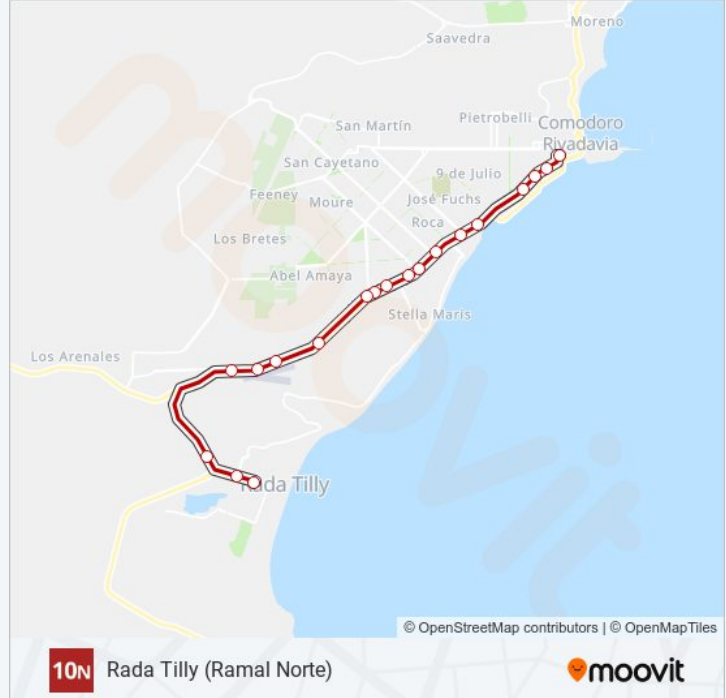 Moreno
Saavedra
Pietrobelli
Comodoro
Rivadavia
San Martín
San Cayetano
9 de Julio
Feeney
Moure
José Fuchs
Roca
Los Bretes
Abel Amaya
Stella Maris
Los Arenales
Rada Tilly
moovit
© OpenStreetMap contributors | © OpenMapTiles
10N Rada Tilly (Ramal Norte)
moovit